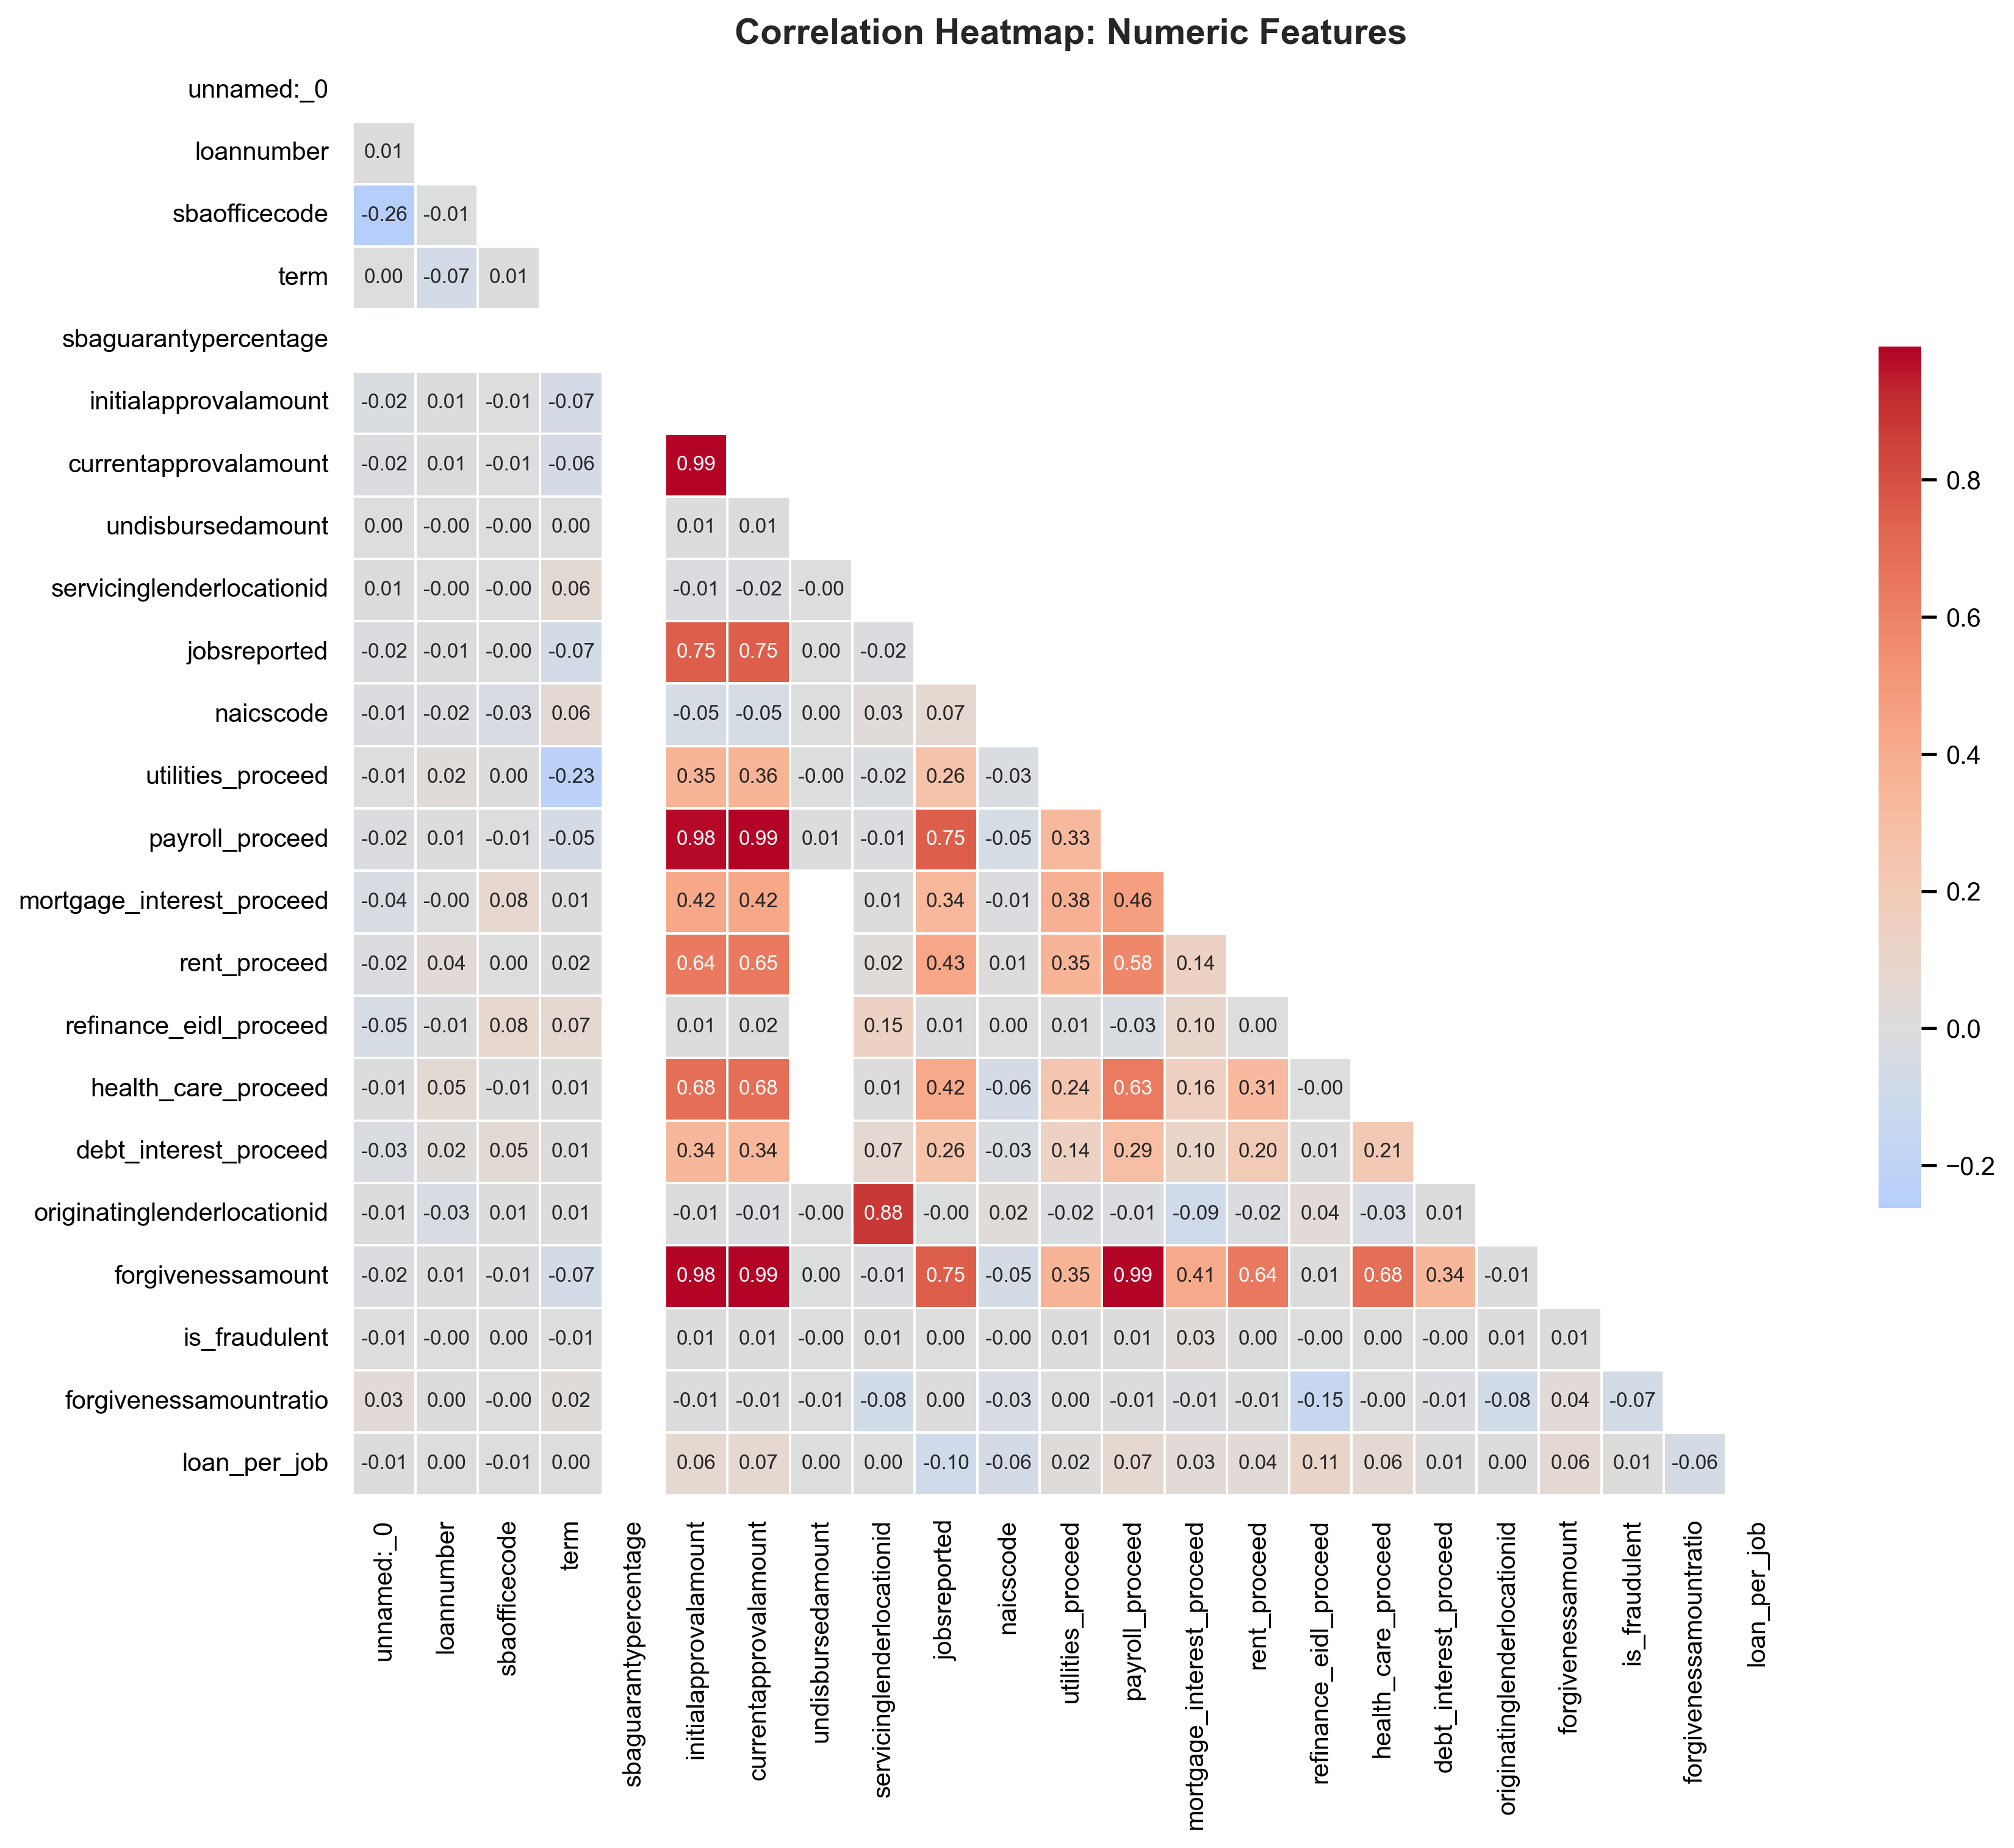 Correlation Heatmap: Numeric Features
unnamed:_0
loannumber 0.01
sbaofficecode -0.26 -0.01
term 0.00 -0.07 0.01
sbaguarantypercentage
initialapprovalamount -0.02 0.01 -0.01 -0.07
currentapprovalamount -0.02 0.01 -0.01 -0.06 0.99
undisbursedamount 0.00 -0.00 -0.00 0.00 0.01 0.01
servicinglenderlocationid 0.01 -0.00 -0.00 0.06 -0.01 -0.02 -0.00
jobsreported -0.02 -0.01 -0.00 -0.07 0.75 0.75 0.00 -0.02
naicscode -0.01 -0.02 -0.03 0.06 -0.05 -0.05 0.00 0.03 0.07
utilities_proceed -0.01 0.02 0.00 -0.23 0.35 0.36 -0.00 -0.02 0.26 -0.03
payroll_proceed -0.02 0.01 -0.01 -0.05 0.98 0.99 0.01 -0.01 0.75 -0.05 0.33
mortgage_interest_proceed -0.04 -0.00 0.08 0.01 0.42 0.42 0.01 0.34 -0.01 0.38 0.46
rent_proceed -0.02 0.04 0.00 0.02 0.64 0.65 0.02 0.43 0.01 0.35 0.58 0.14
refinance_eidl_proceed -0.05 -0.01 0.08 0.07 0.01 0.02 0.15 0.01 0.00 0.01 -0.03 0.10 0.00
health_care_proceed -0.01 0.05 -0.01 0.01 0.68 0.68 0.01 0.42 -0.06 0.24 0.63 0.16 0.31 -0.00
debt_interest_proceed -0.03 0.02 0.05 0.01 0.34 0.34 0.07 0.26 -0.03 0.14 0.29 0.10 0.20 0.01 0.21
originatinglenderlocationid -0.01 -0.03 0.01 0.01 -0.01 -0.01 -0.00 0.88 -0.00 0.02 -0.02 -0.01 -0.09 -0.02 0.04 -0.03 0.01
forgivenessamount -0.02 0.01 -0.01 -0.07 0.98 0.99 0.00 -0.01 0.75 -0.05 0.35 0.99 0.41 0.64 0.01 0.68 0.34 -0.01
is_fraudulent -0.01 -0.00 0.00 -0.01 0.01 0.01 -0.00 0.01 0.00 -0.00 0.01 0.01 0.03 0.00 -0.00 0.00 -0.00 0.01 0.01
forgivenessamountratio 0.03 0.00 -0.00 0.02 -0.01 -0.01 -0.01 -0.08 0.00 -0.03 0.00 -0.01 -0.01 -0.01 -0.15 -0.00 -0.01 -0.08 0.04 -0.07
loan_per_job -0.01 0.00 -0.01 0.00 0.06 0.07 0.00 0.00 -0.10 -0.06 0.02 0.07 0.03 0.04 0.11 0.06 0.01 0.00 0.06 0.01 -0.06
unnamed:_0
loannumber
sbaofficecode
term
sbaguarantypercentage
initialapprovalamount
currentapprovalamount
undisbursedamount
servicinglenderlocationid
jobsreported
naicscode
utilities_proceed
payroll_proceed
mortgage_interest_proceed
rent_proceed
refinance_eidl_proceed
health_care_proceed
debt_interest_proceed
originatinglenderlocationid
forgivenessamount
is_fraudulent
forgivenessamountratio
loan_per_job
0.8
0.6
0.4
0.2
0.0
−0.2